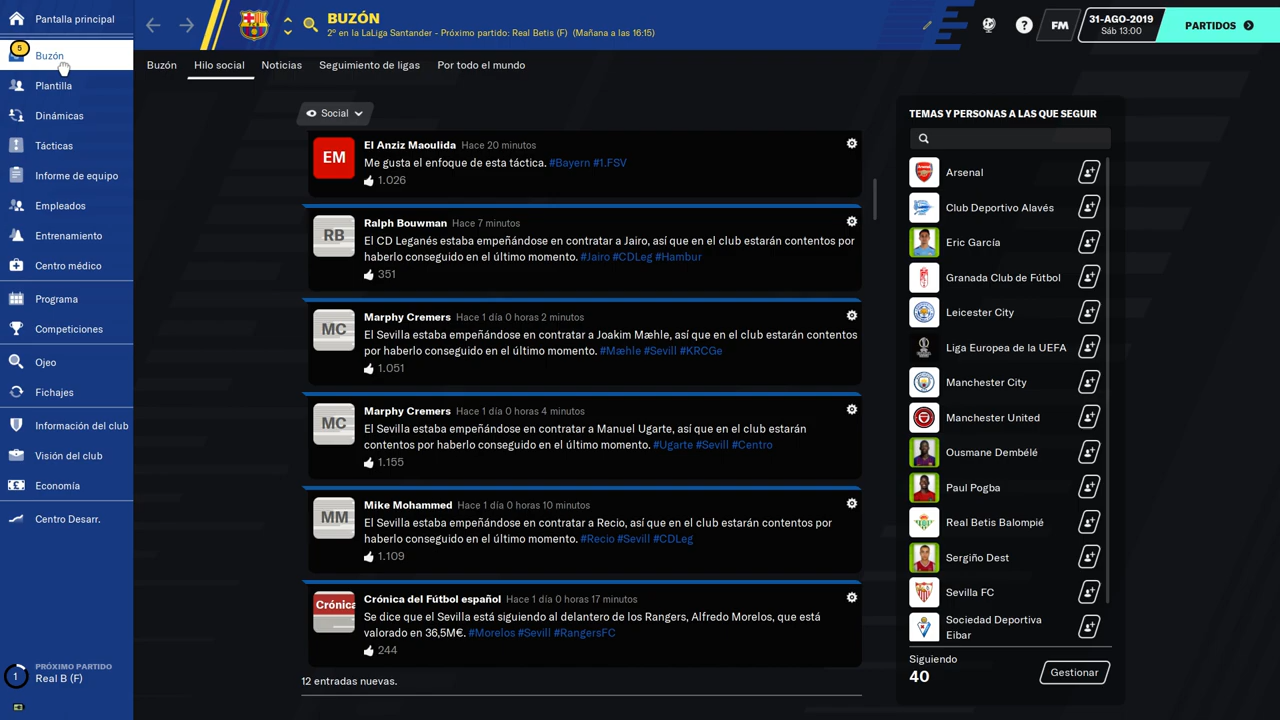 Pantalla principal
5
Buzón
Plantilla
Dinámicas
Tácticas
Informe de equipo
Empleados
Entrenamiento
Centro médico
Programa
Competiciones
Ojeo
Fichajes
Información del club
Visión del club
Economía
Centro Desarr.
1
PRÓXIMO PARTIDO
Real B (F)
BUZÓN
2º en la LaLiga Santander - Próximo partido: Real Betis (F) (Mañana a las 16:15)
?
FM
31-AGO-2019
Sáb 13:00
PARTIDOS
Buzón
Hilo social
Noticias
Seguimiento de ligas
Por todo el mundo
Social
EM
El Anziz Maoulida Hace 20 minutos
Me gusta el enfoque de esta táctica. #Bayern #1.FSV
1.026
RB
Ralph Bouwman Hace 7 minutos
El CD Leganés estaba empeñándose en contratar a Jairo, así que en el club estarán contentos por
haberlo conseguido en el último momento. #Jairo #CDLeg #Hambur
351
MC
Marphy Cremers Hace 1 día 0 horas 2 minutos
El Sevilla estaba empeñándose en contratar a Joakim Mæhle, así que en el club estarán contentos
por haberlo conseguido en el último momento. #Mæhle #Sevill #KRCGe
1.051
MC
Marphy Cremers Hace 1 día 0 horas 4 minutos
El Sevilla estaba empeñándose en contratar a Manuel Ugarte, así que en el club estarán
contentos por haberlo conseguido en el último momento. #Ugarte #Sevill #Centro
1.155
MM
Mike Mohammed Hace 1 día 0 horas 10 minutos
El Sevilla estaba empeñándose en contratar a Recio, así que en el club estarán contentos por
haberlo conseguido en el último momento. #Recio #Sevill #CDLeg
1.109
Crónica
Crónica del Fútbol español Hace 1 día 0 horas 17 minutos
Se dice que el Sevilla está siguiendo al delantero de los Rangers, Alfredo Morelos, que está
valorado en 36,5M€. #Morelos #Sevill #RangersFC
244
12 entradas nuevas.
TEMAS Y PERSONAS A LAS QUE SEGUIR
Arsenal
Club Deportivo Alavés
Eric García
Granada Club de Fútbol
Leicester City
Liga Europea de la UEFA
Manchester City
Manchester United
Ousmane Dembélé
Paul Pogba
Real Betis Balompié
Sergiño Dest
Sevilla FC
Sociedad Deportiva
Eibar
Siguiendo
40
Gestionar